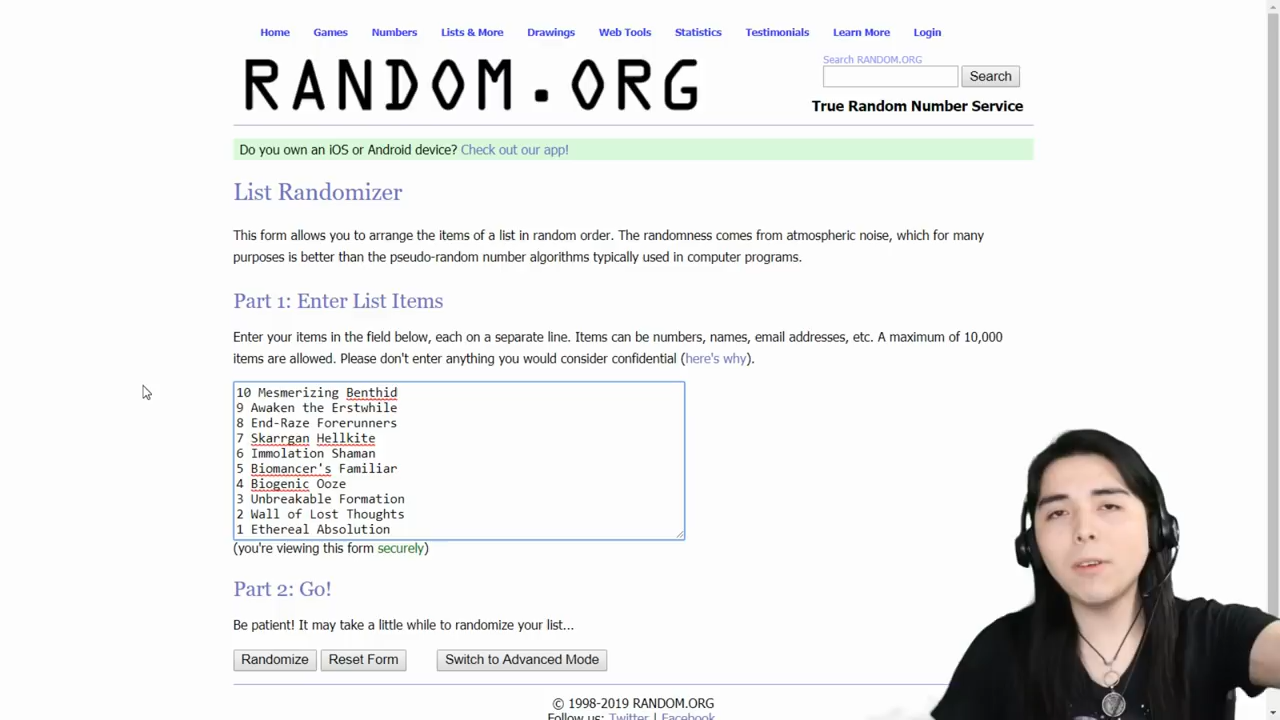 Home Games Numbers Lists & More Drawings Web Tools Statistics Testimonials Learn More Login
RANDOM.ORG
Search RANDOM.ORG
Search
True Random Number Service
Do you own an iOS or Android device? Check out our app!
List Randomizer
This form allows you to arrange the items of a list in random order. The randomness comes from atmospheric noise, which for many
purposes is better than the pseudo-random number algorithms typically used in computer programs.
Part 1: Enter List Items
Enter your items in the field below, each on a separate line. Items can be numbers, names, email addresses, etc. A maximum of 10,000
items are allowed. Please don't enter anything you would consider confidential (here's why).
10 Mesmerizing Benthid
9 Awaken the Erstwhile
8 End-Raze Forerunners
7 Skarrgan Hellkite
6 Immolation Shaman
5 Biomancer's Familiar
4 Biogenic Ooze
3 Unbreakable Formation
2 Wall of Lost Thoughts
1 Ethereal Absolution
(you're viewing this form securely)
Part 2: Go!
Be patient! It may take a little while to randomize your list...
Randomize Reset Form Switch to Advanced Mode
© 1998-2019 RANDOM.ORG
Follow us: Twitter | Facebook